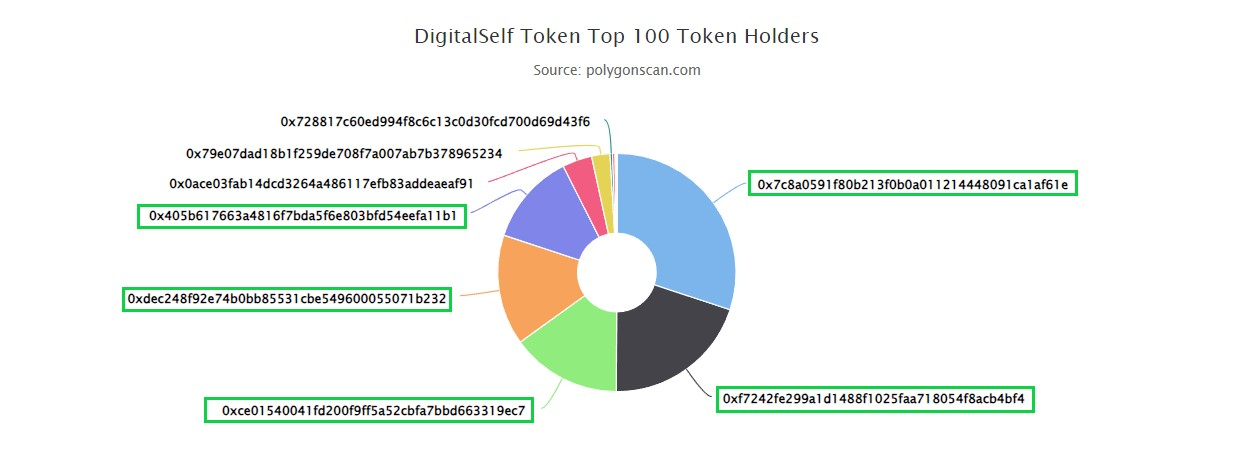 DigitalSelf Token Top 100 Token Holders
Source: polygonscan.com
0x728817c60ed994f8c6c13c0d30fcd700d69d43f6
0x79e07dad18b1f259de708f7a007ab7b378965234
0x0ace03fab14dcd3264a486117efb83addeaeaf91
0x7c8a0591f80b213f0b0a011214448091ca1af61e
0x405b617663a4816f7bda5f6e803bfd54eefa11b1
0xdec248f92e74b0bb85531cbe549600055071b232
0xf7242fe299a1d1488f1025faa718054f8acb4bf4
0xce01540041fd200f9ff5a52cbfa7bbd663319ec7